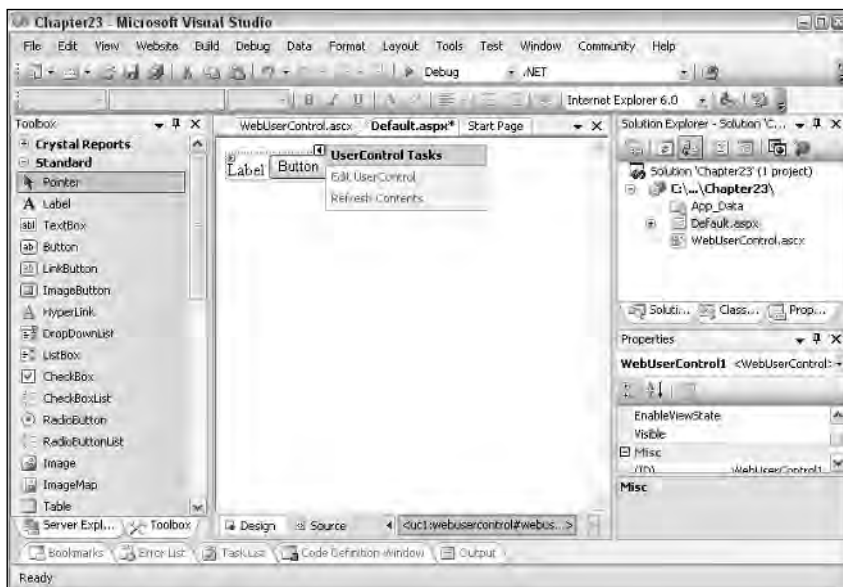 Chapter23 - Microsoft Visual Studio
File Edit View Website Build Debug Data Format Layout Tools Test Window Community Help
Debug .NET
B I U Internet Explorer 6.0
Toolbox
Crystal Reports
Standard
Pointer
A Label
abl TextBox
ab Button
ab LinkButton
ImageButton
A HyperLink
DropDownList
ListBox
CheckBox
CheckBoxList
RadioButton
RadioButtonList
Image
ImageMap
Table
Server Expl... Toolbox
WebUserControl.ascx Default.aspx* Start Page
Label Button
UserControl Tasks
Edit UserControl
Refresh Contents
Design Source <uc1:webusercontrol#webus...>
Solution Explorer - Solution 'C...
Solution 'Chapter23' (1 project)
C:\...\Chapter23\
App_Data
Default.aspx
WebUserControl.ascx
Soluti... Class... Prop...
Properties
WebUserControl1 <WebUserControl:
EnableViewState
Visible
Misc
(ID) WebUserControl1
Misc
Bookmarks Error List Task List Code Definition Window Output
Ready